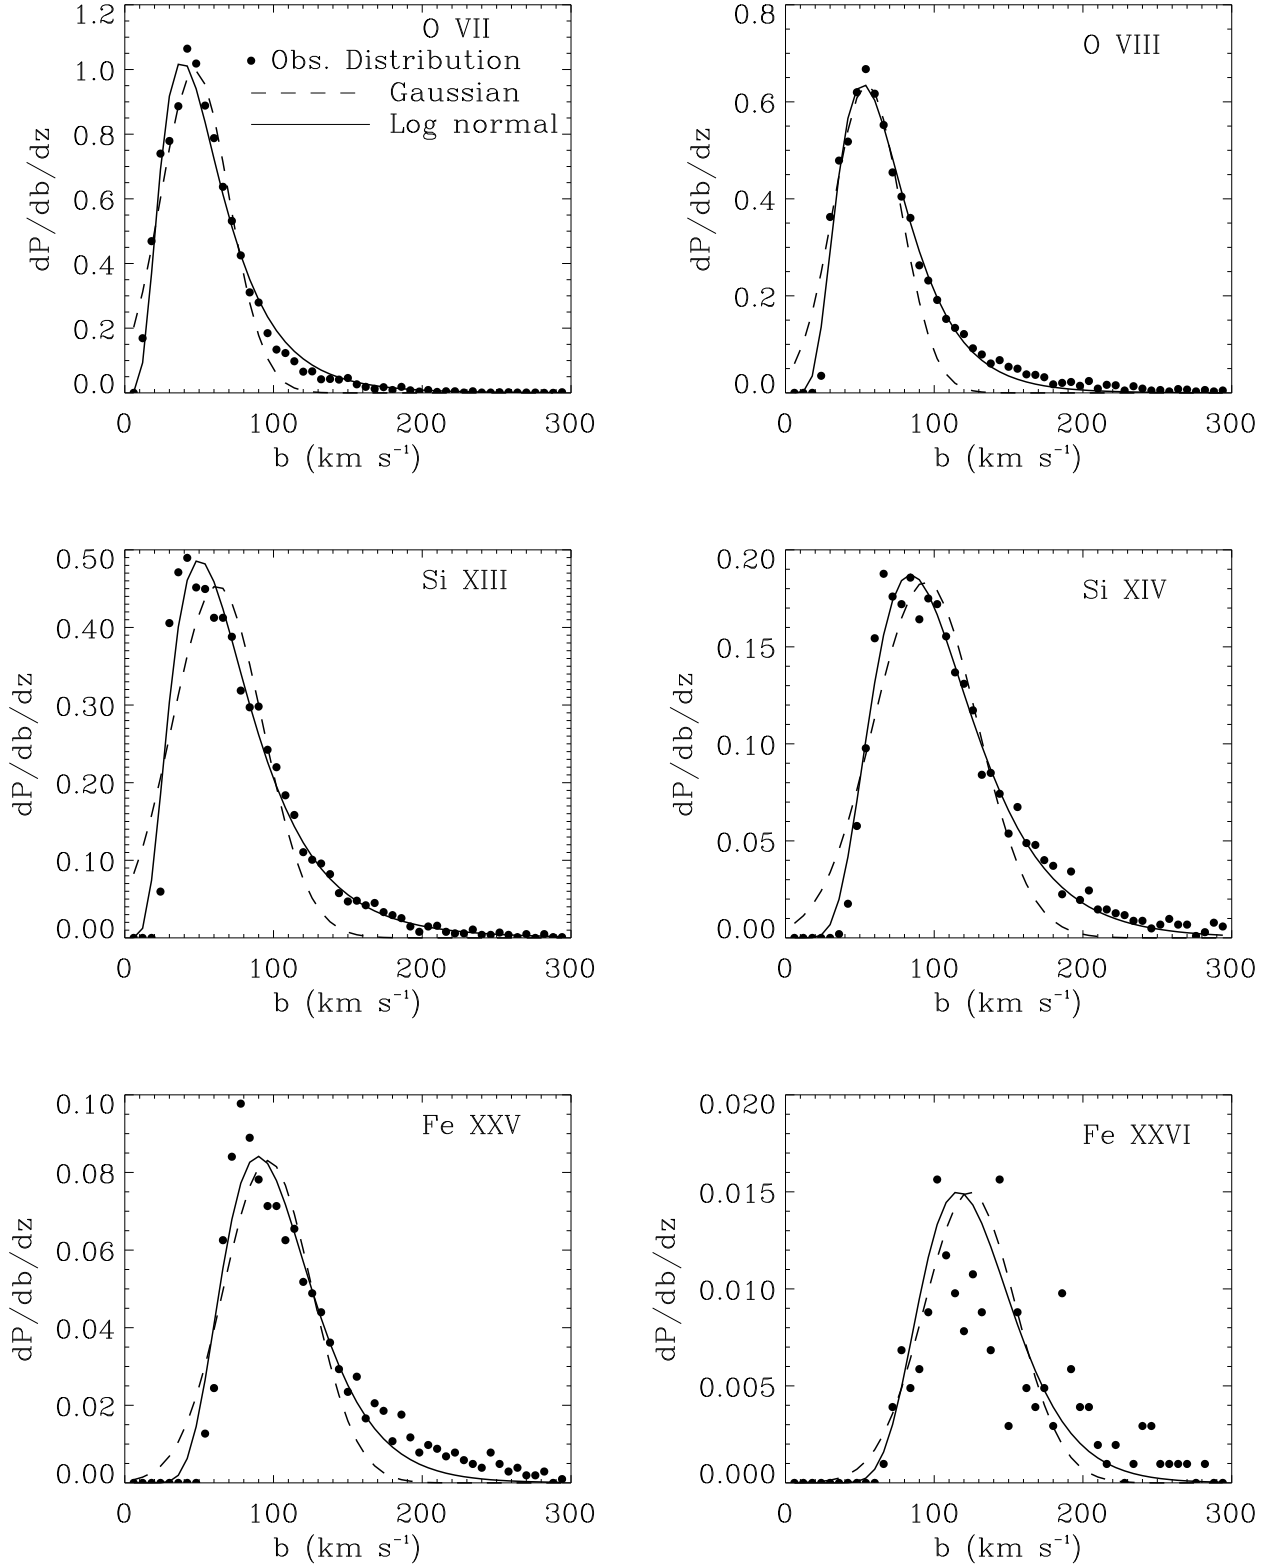 O VII
Obs. Distribution
Gaussian
Log normal
1.2
1.0
0.8
0.6
0.4
0.2
0.0
dP/db/dz
0 100 200 300
b (km s⁻¹)
O VIII
0.8
0.6
0.4
0.2
0.0
dP/db/dz
0 100 200 300
b (km s⁻¹)
Si XIII
0.50
0.40
0.30
0.20
0.10
0.00
dP/db/dz
0 100 200 300
b (km s⁻¹)
Si XIV
0.20
0.15
0.10
0.05
0.00
dP/db/dz
0 100 200 300
b (km s⁻¹)
Fe XXV
0.10
0.08
0.06
0.04
0.02
0.00
dP/db/dz
0 100 200 300
b (km s⁻¹)
Fe XXVI
0.020
0.015
0.010
0.005
0.000
dP/db/dz
0 100 200 300
b (km s⁻¹)